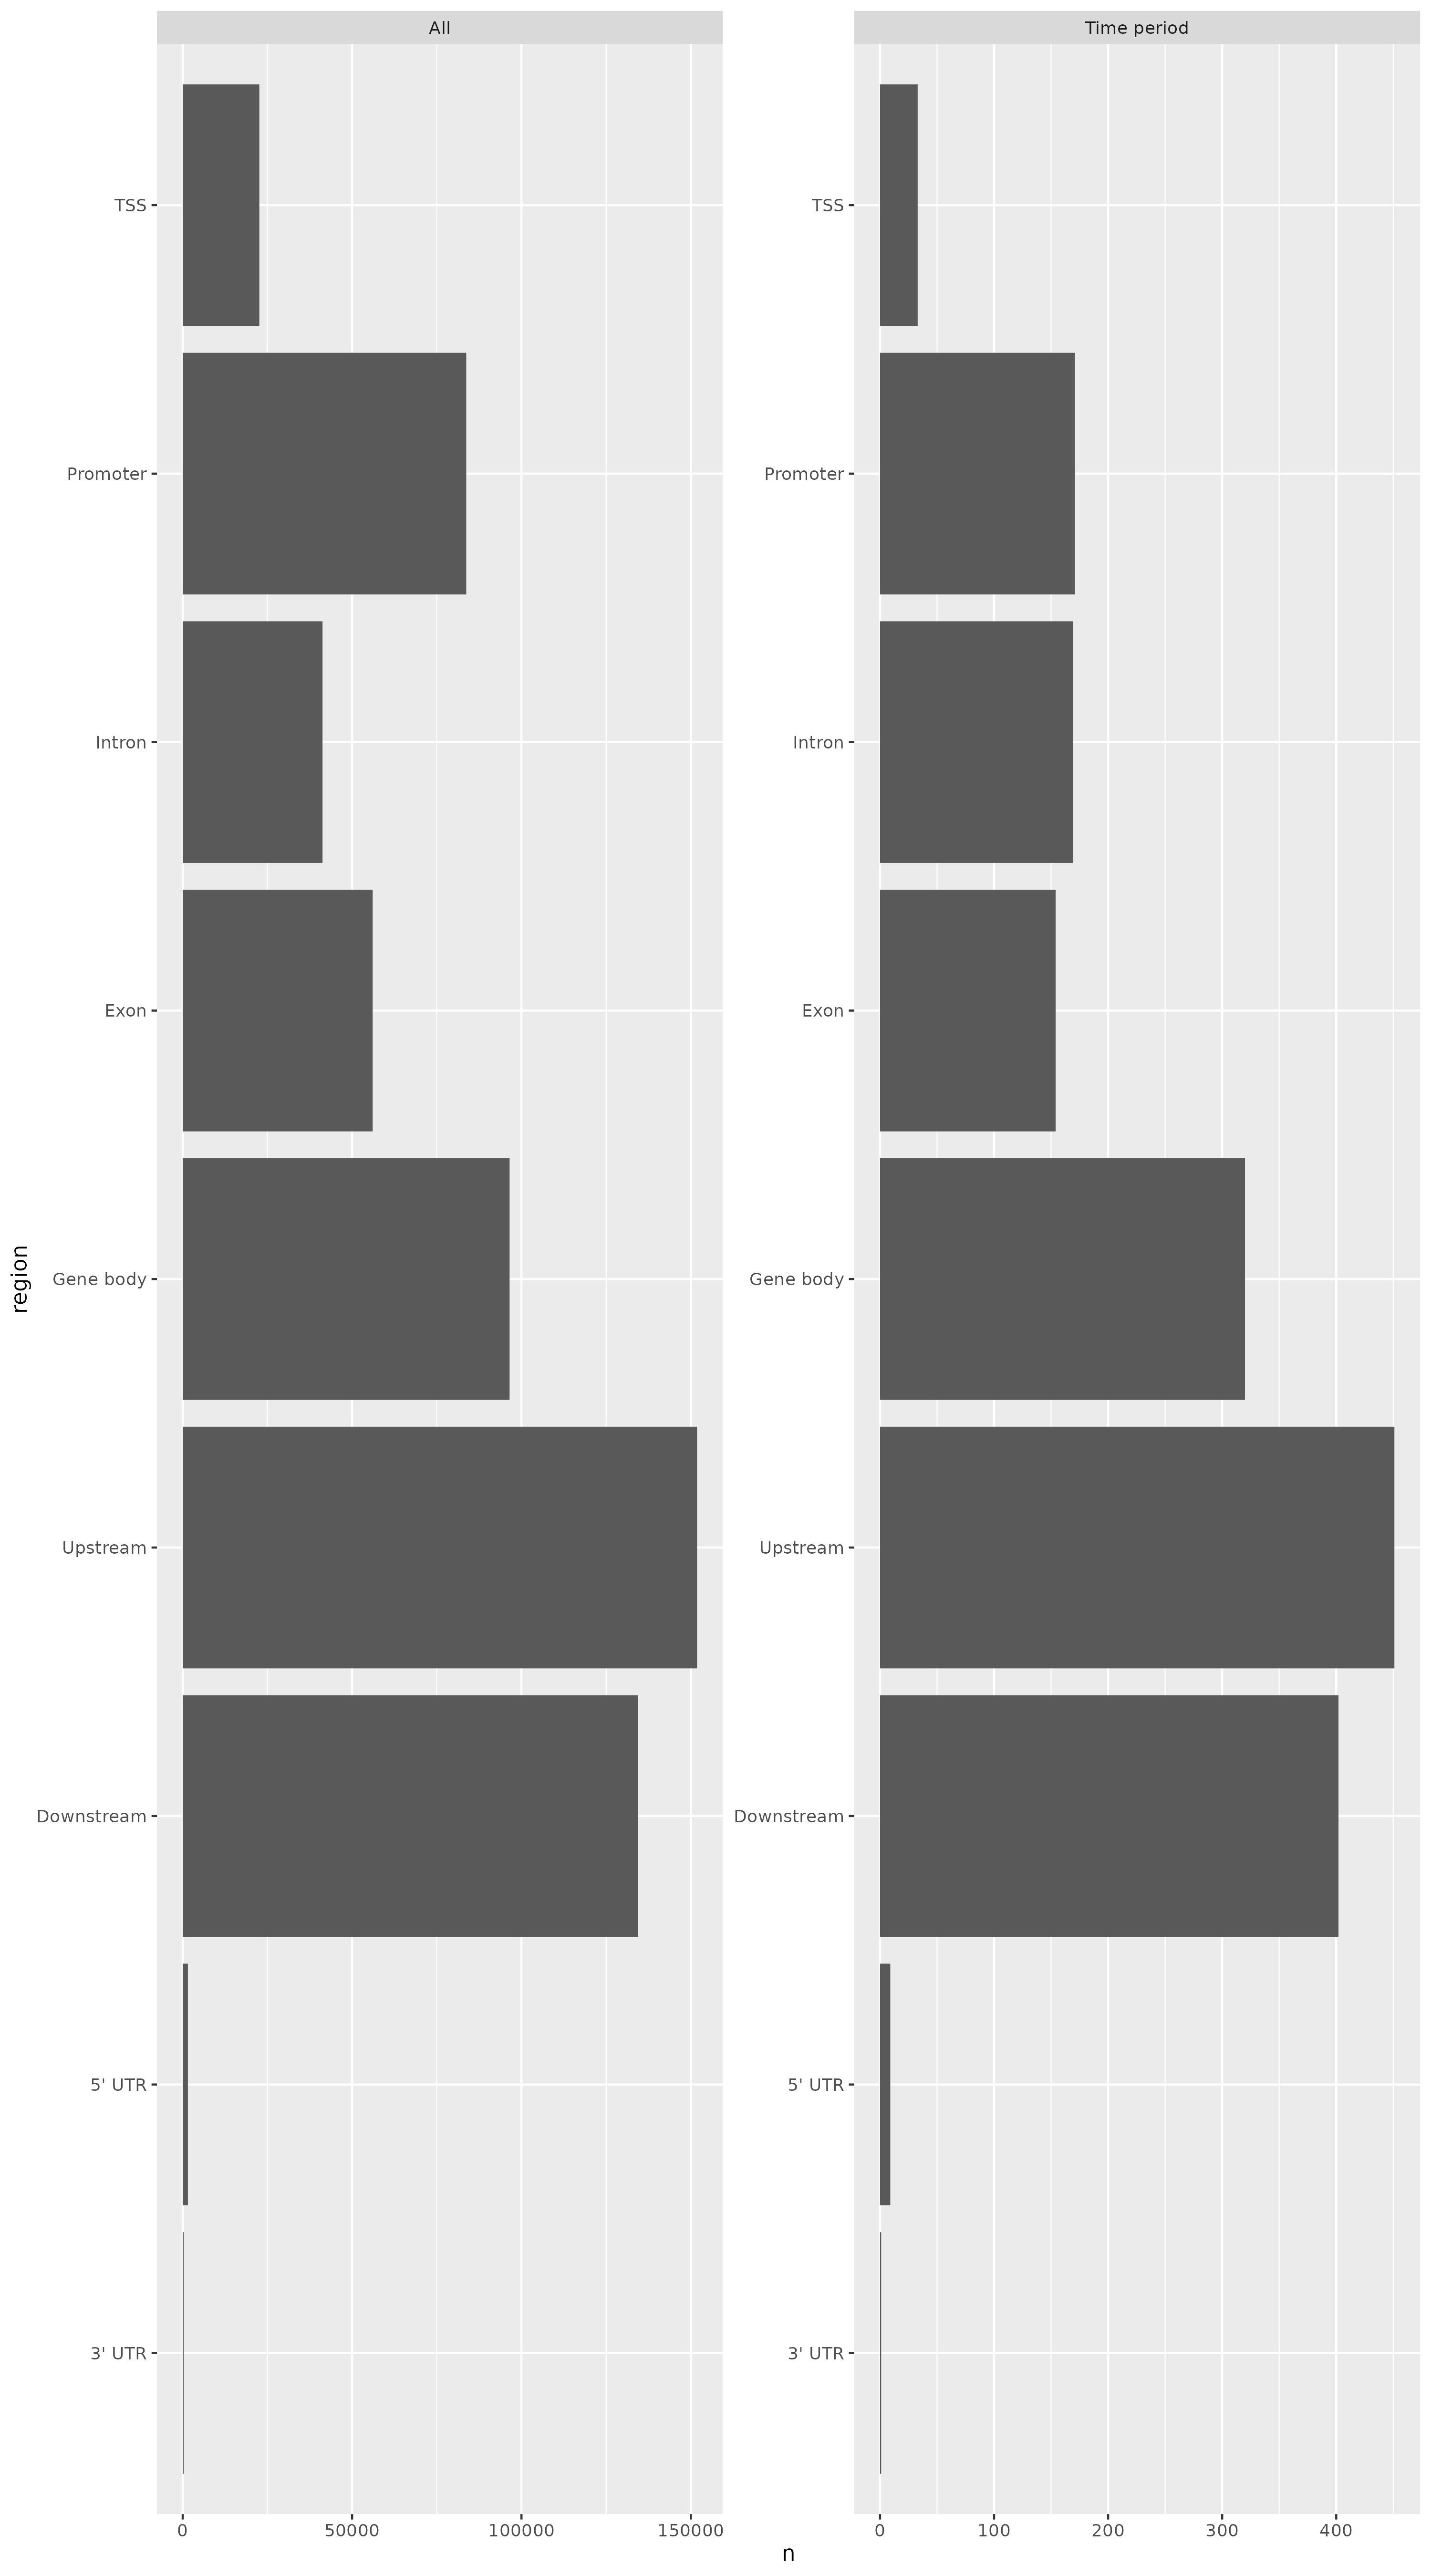 All
Time period
TSS
Promoter
Intron
Exon
Gene body
Upstream
Downstream
5' UTR
3' UTR
TSS
Promoter
Intron
Exon
Gene body
Upstream
Downstream
5' UTR
3' UTR
region
0 50000 100000 150000
0 100 200 300 400
n